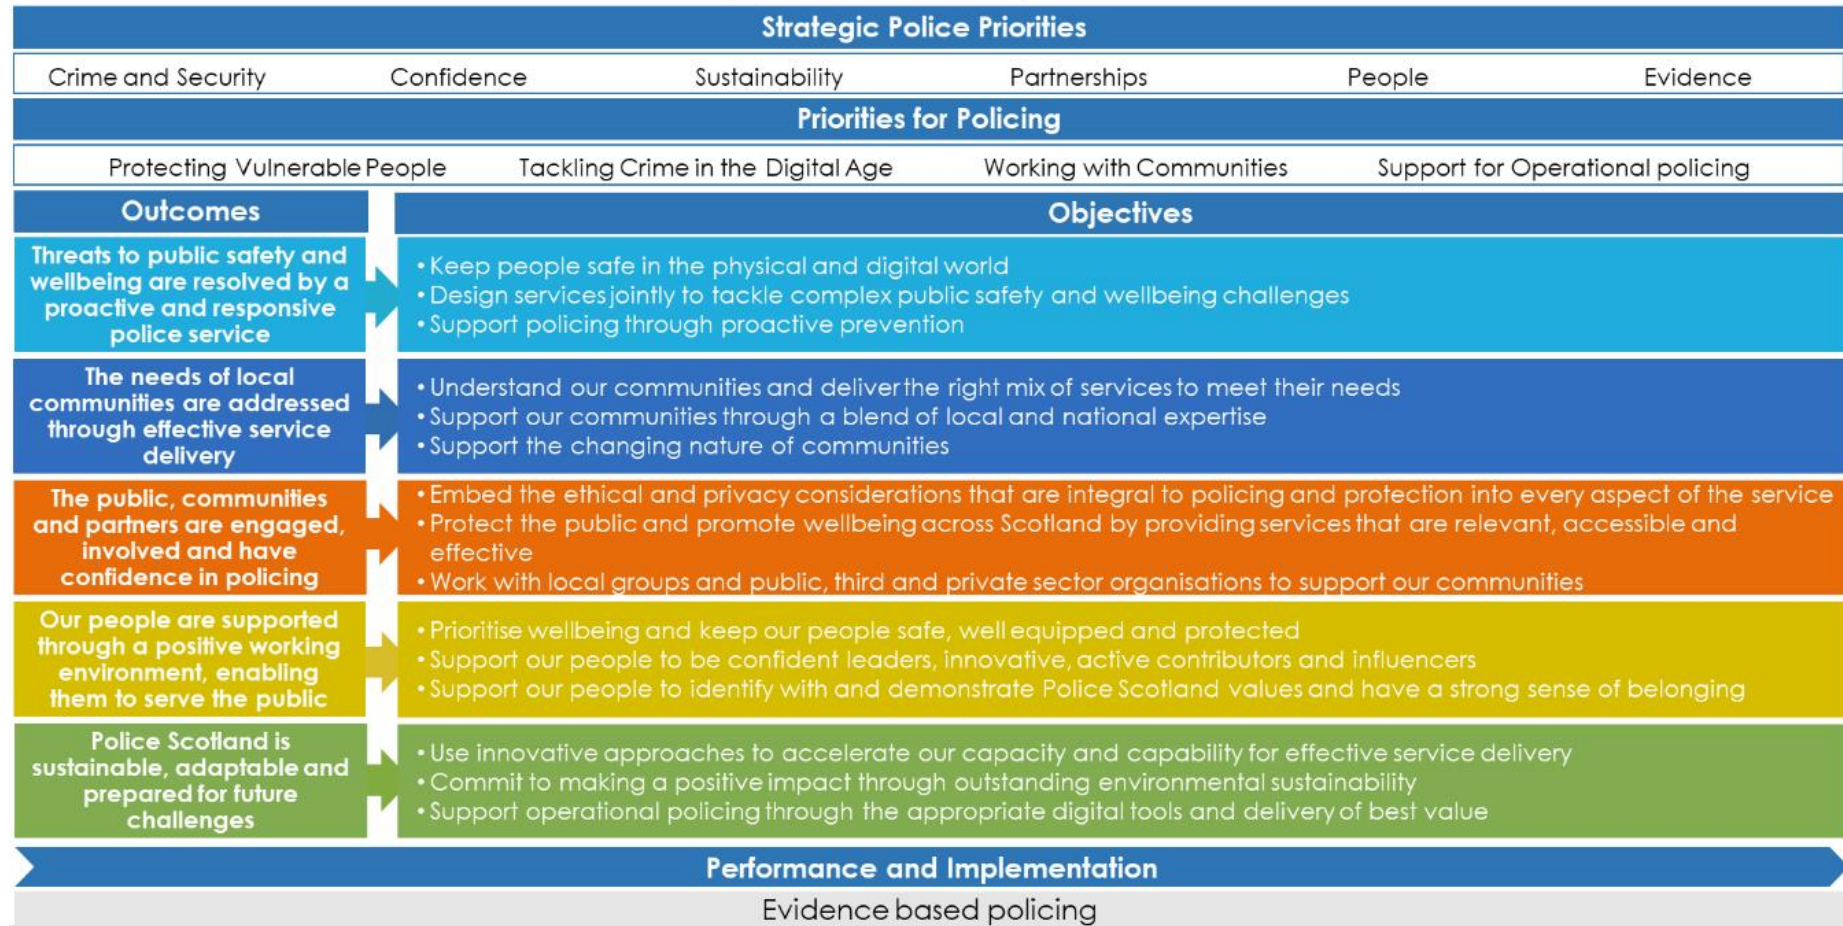 Strategic Police Priorities
Crime and Security Confidence Sustainability Partnerships People Evidence
Priorities for Policing
Protecting Vulnerable People Tackling Crime in the Digital Age Working with Communities Support for Operational policing
Outcomes
Objectives
Threats to public safety and
wellbeing are resolved by a
proactive and responsive
police service
• Keep people safe in the physical and digital world
• Design services jointly to tackle complex public safety and wellbeing challenges
• Support policing through proactive prevention
The needs of local
communities are addressed
through effective service
delivery
• Understand our communities and deliver the right mix of services to meet their needs
• Support our communities through a blend of local and national expertise
• Support the changing nature of communities
The public, communities
and partners are engaged,
involved and have
confidence in policing
• Embed the ethical and privacy considerations that are integral to policing and protection into every aspect of the service
• Protect the public and promote wellbeing across Scotland by providing services that are relevant, accessible and
effective
• Work with local groups and public, third and private sector organisations to support our communities
Our people are supported
through a positive working
environment, enabling
them to serve the public
• Prioritise wellbeing and keep our people safe, well equipped and protected
• Support our people to be confident leaders, innovative, active contributors and influencers
• Support our people to identify with and demonstrate Police Scotland values and have a strong sense of belonging
Police Scotland is
sustainable, adaptable and
prepared for future
challenges
• Use innovative approaches to accelerate our capacity and capability for effective service delivery
• Commit to making a positive impact through outstanding environmental sustainability
• Support operational policing through the appropriate digital tools and delivery of best value
Performance and Implementation
Evidence based policing